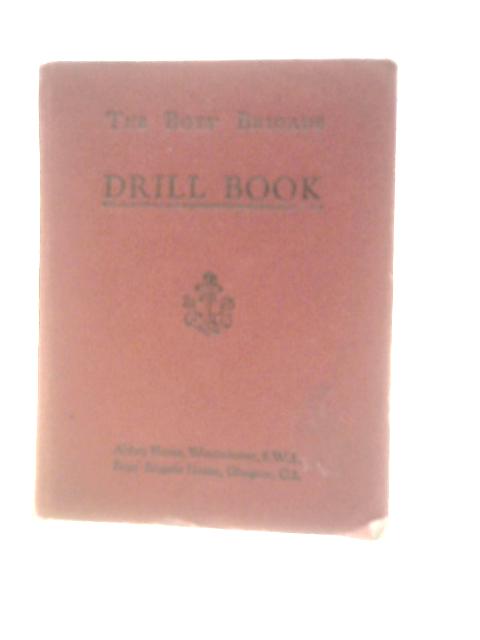 THE BOYS' BRIGADE
DRILL BOOK
Abbey House, Westminster, S.W.1.
Boys' Brigade House, Glasgow, C.2.